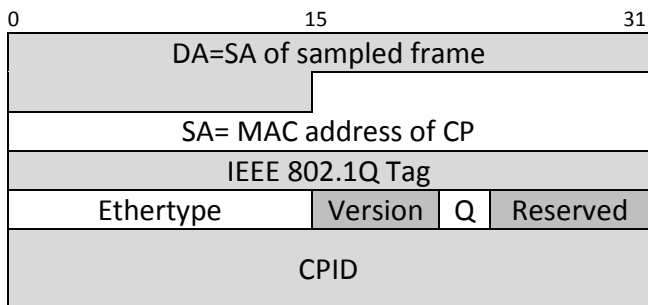 0 15 31
DA=SA of sampled frame
SA= MAC address of CP
IEEE 802.1Q Tag
Ethertype Version Q Reserved
CPID